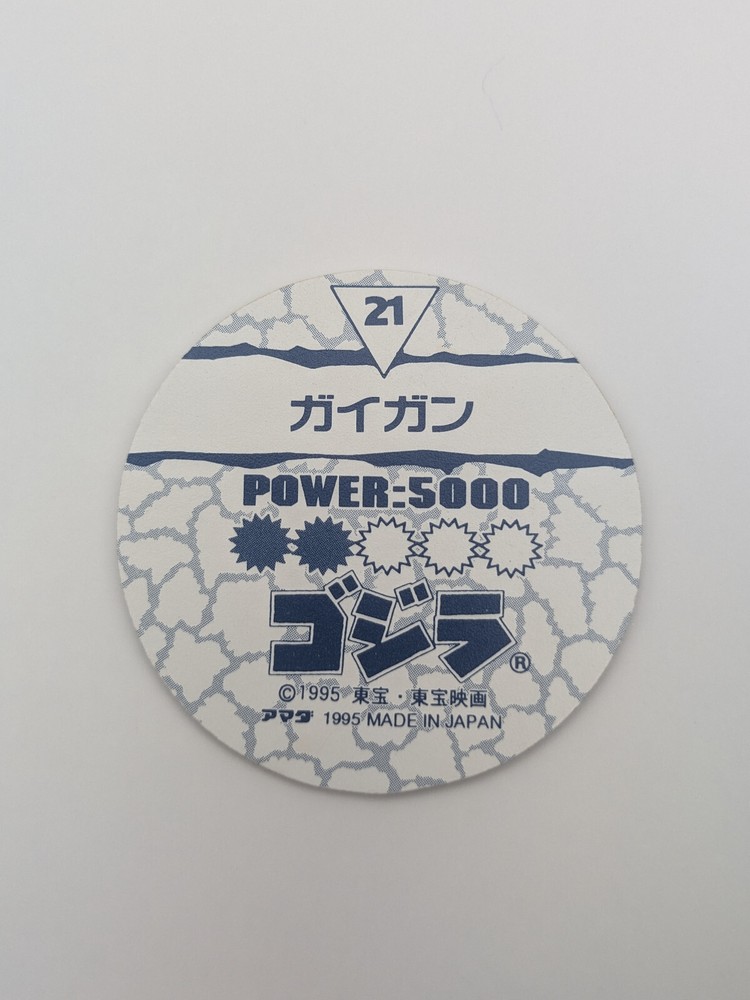 21
ガイガン
POWER:5000
ゴジラ®
©1995 東宝・東宝映画
アマダ 1995 MADE IN JAPAN